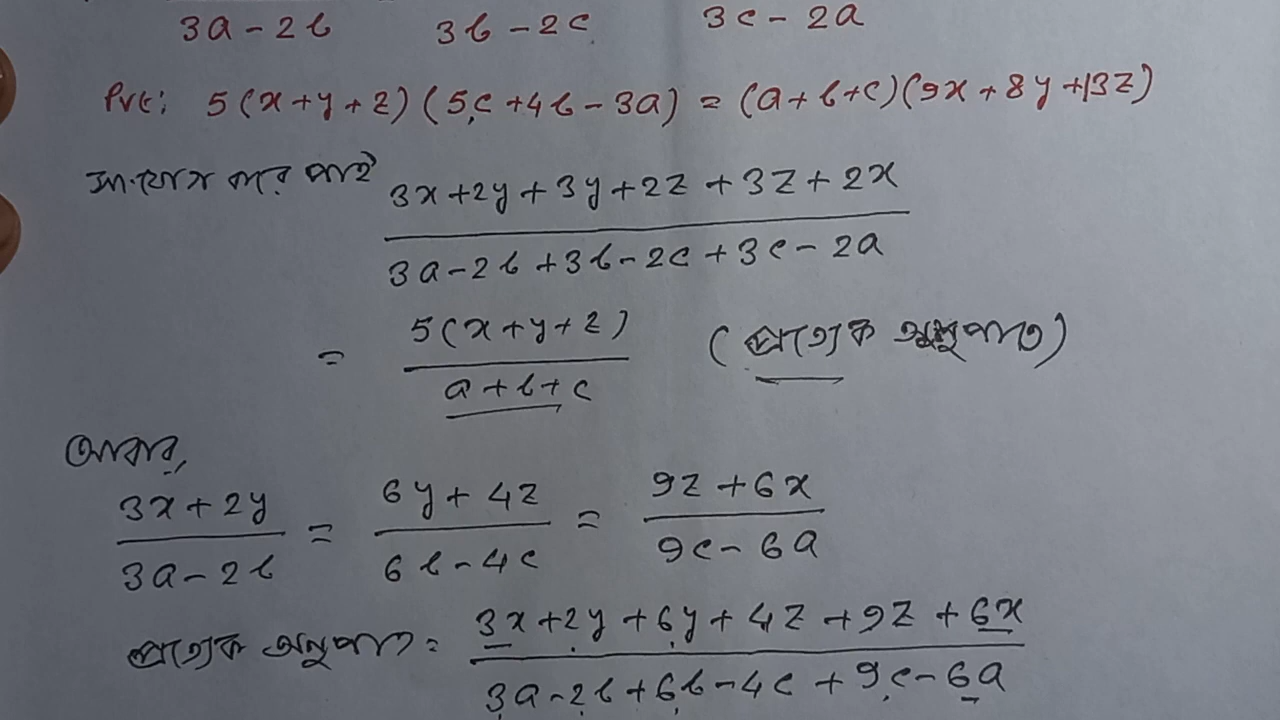 3a-2b 3b-2c 3c-2a
Prv: 5(x+y+z)(5c+4b-3a) = (a+b+c)(9x+8y+13z)
সংযোগ করে পাই
3x+2y+3y+2z+3z+2x
3a-2b+3b-2c+3c-2a
= 5(x+y+z) / a+b+c (প্রত্যেক অনুপাত)
আবার,
3x+2y / 3a-2b = 6y+4z / 6b-4c = 9z+6x / 9c-6a
প্রত্যেক অনুপাত = 3x+2y+6y+4z+9z+6x / 3a-2b+6b-4c+9c-6a